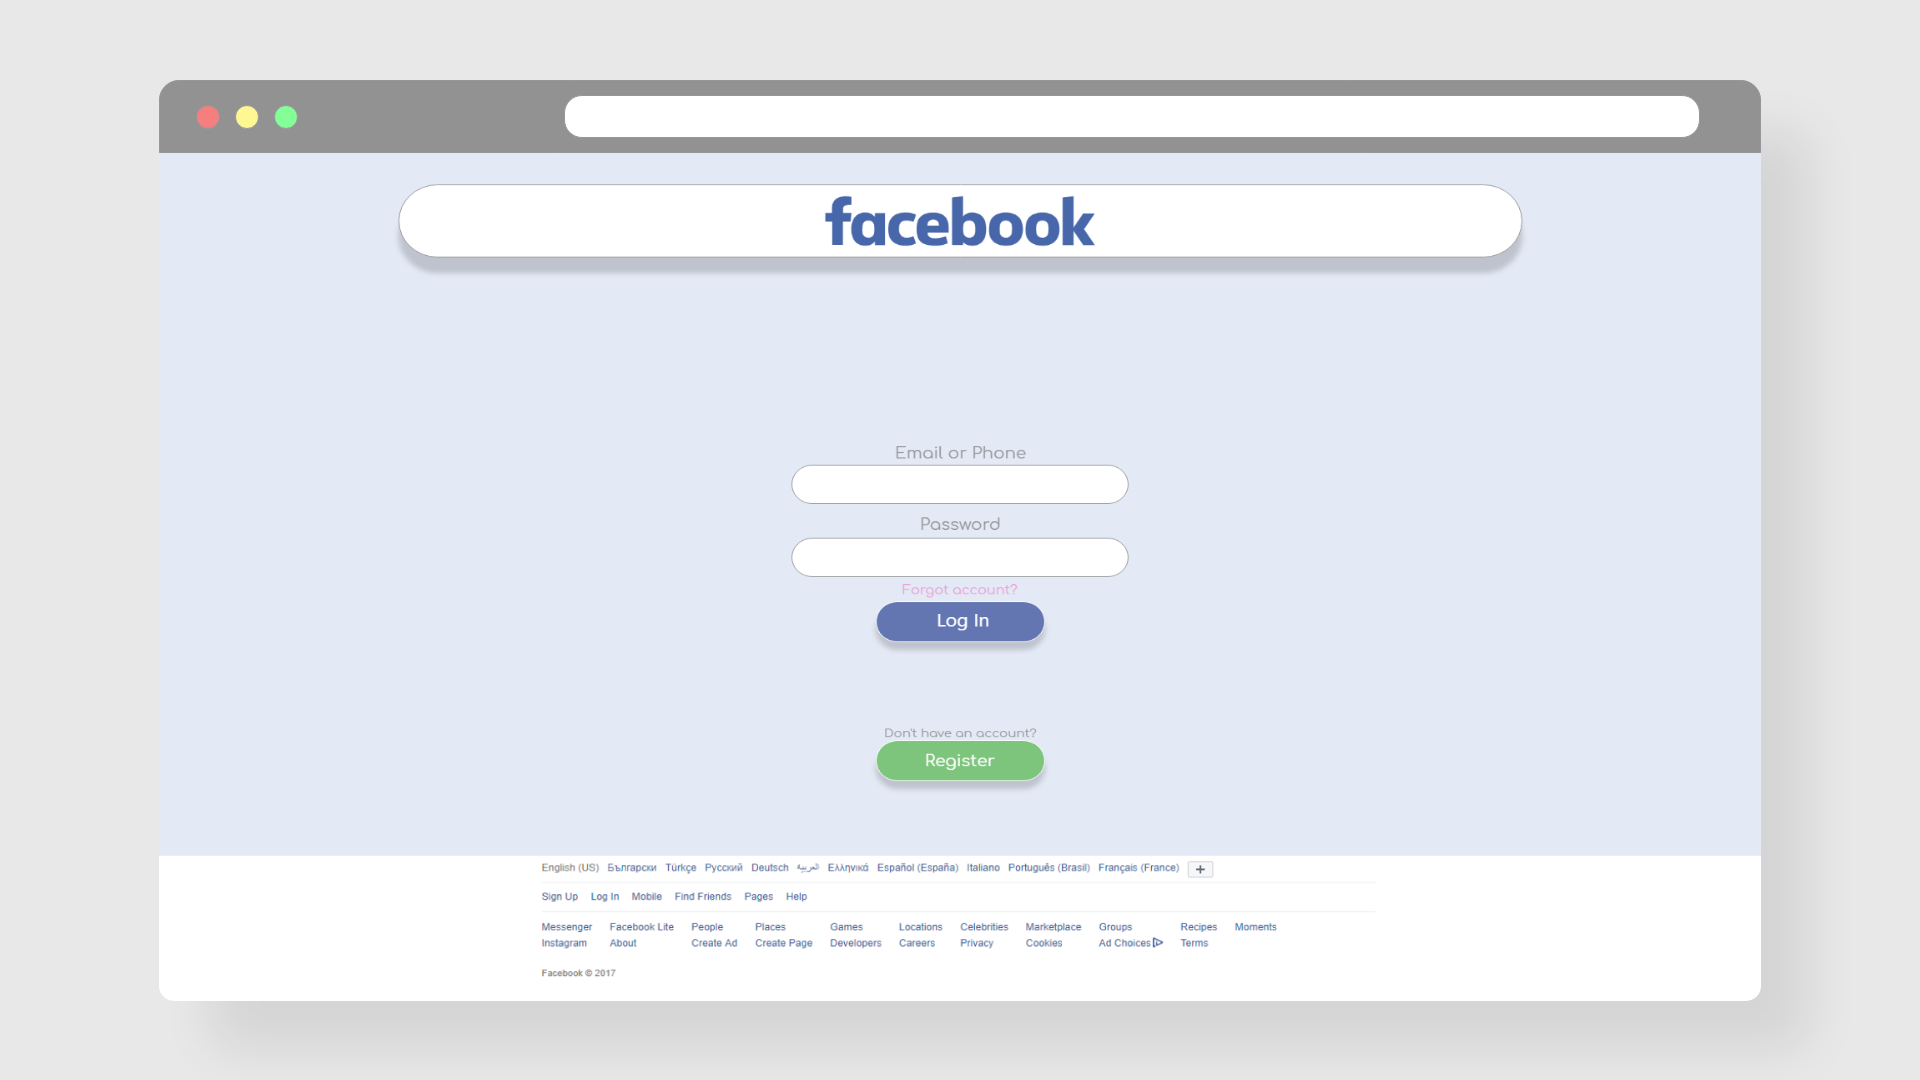 facebook
Email or Phone
Password
Forgot account?
Log In
Don't have an account?
Register
English (US) Български Türkçe Русский Deutsch العربية Ελληνικά Español (España) Italiano Português (Brasil) Français (France) +
Sign Up Log In Mobile Find Friends Pages Help
Messenger Facebook Lite People Places Games Locations Celebrities Marketplace Groups Recipes Moments
Instagram About Create Ad Create Page Developers Careers Privacy Cookies Ad Choices Terms
Facebook © 2017